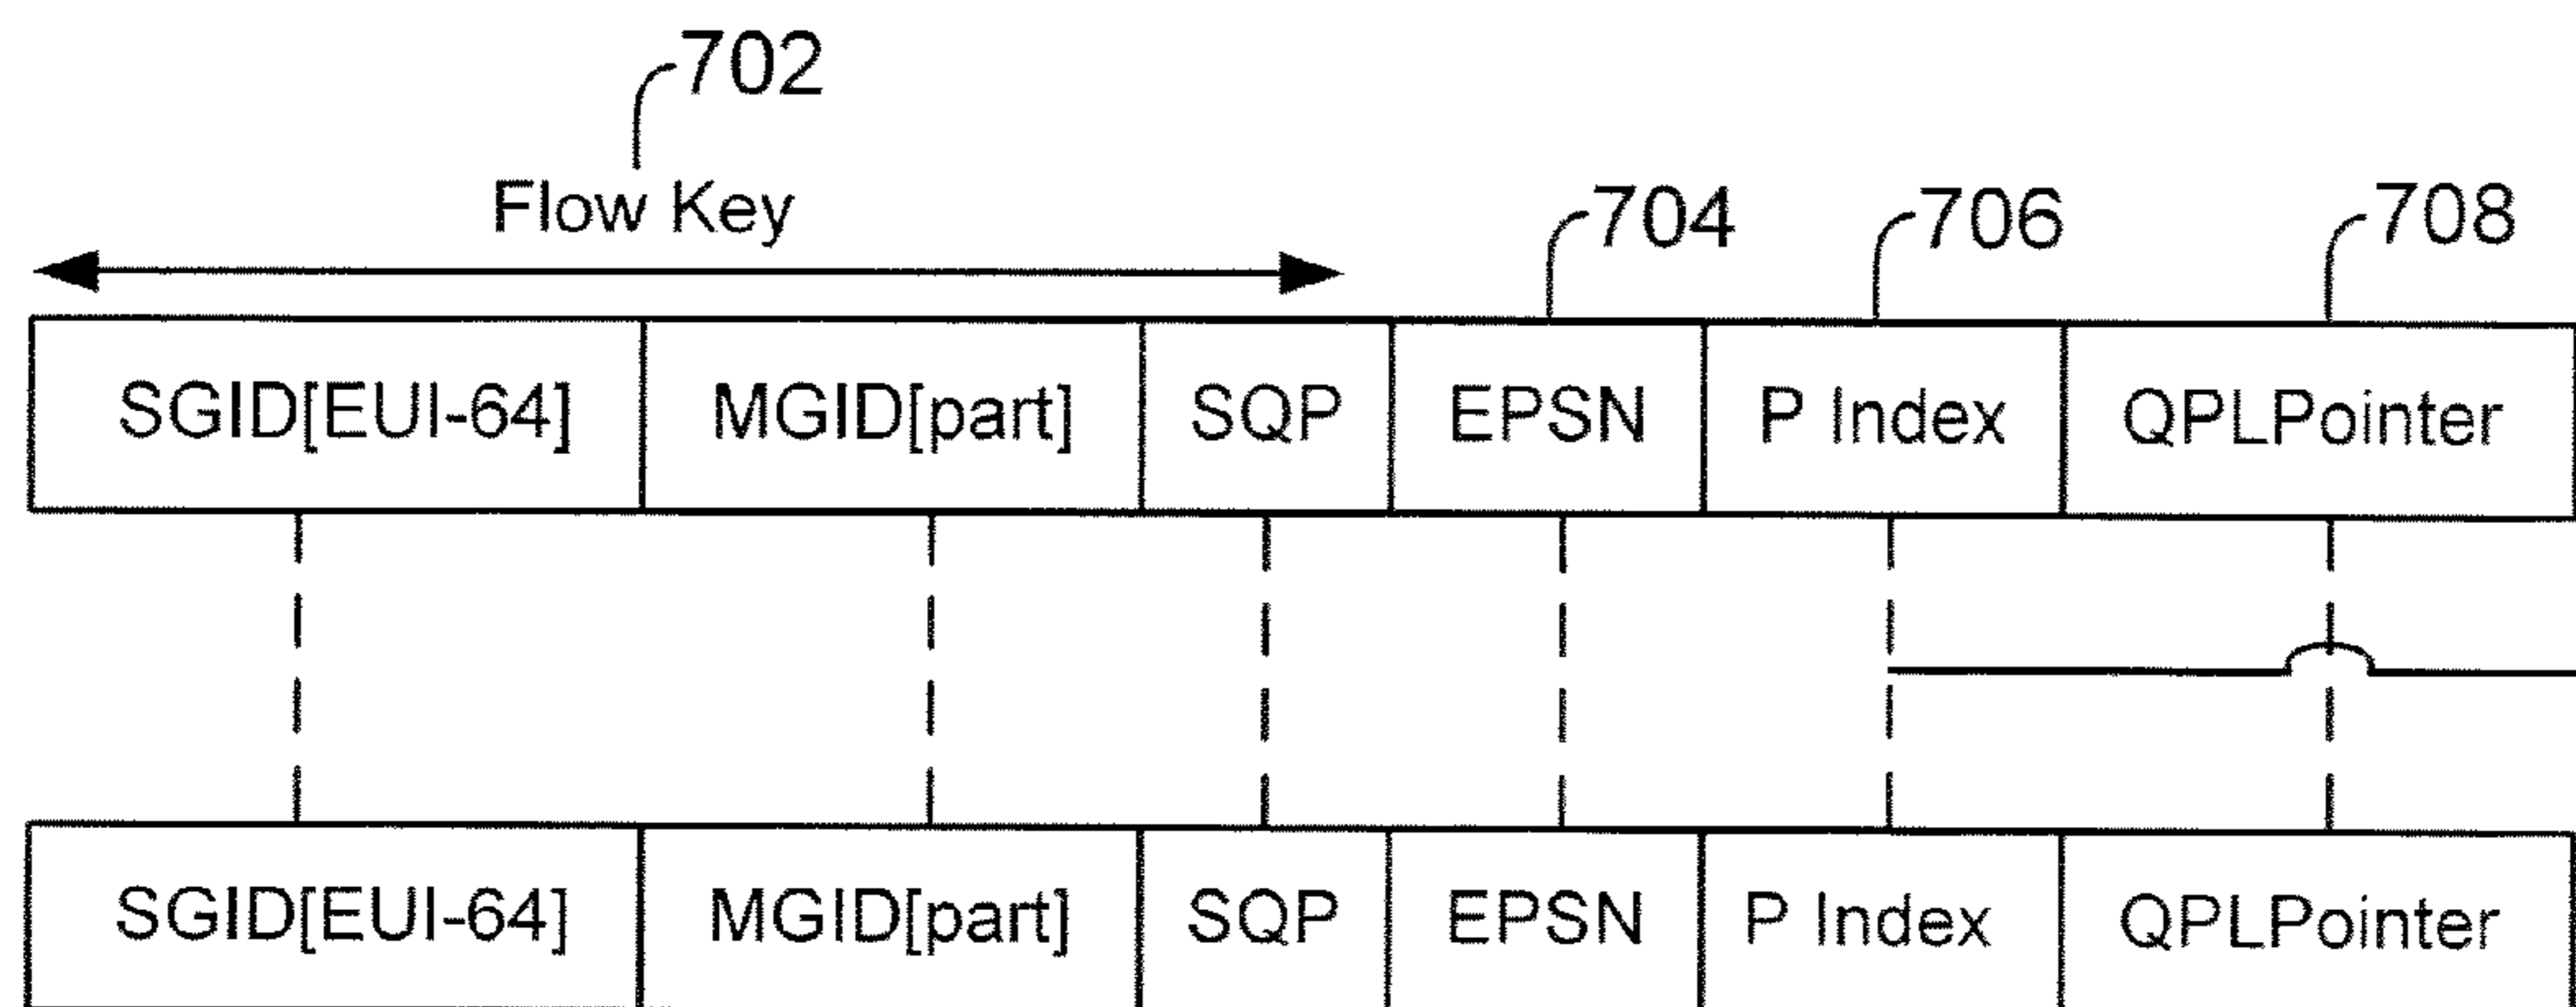 702
Flow Key
704 706 708
SGID[EUI-64] MGID[part] SQP EPSN P Index QPLPointer
SGID[EUI-64] MGID[part] SQP EPSN P Index QPLPointer